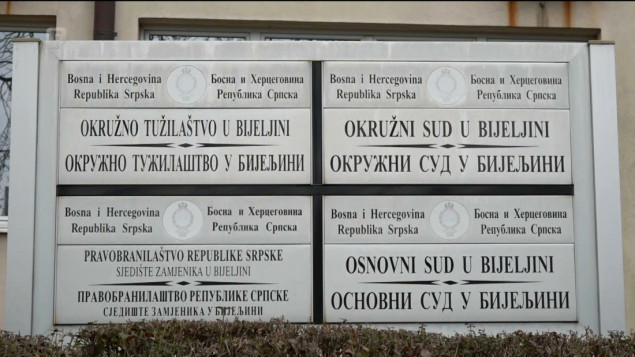 Bosna i Hercegovina
Republika Srpska
Босна и Херцеговина
Република Српска
OKRUŽNO TUŽILAŠTVO U BIJELJINI
ОКРУЖНО ТУЖИЛАШТВО У БИЈЕЉИНИ
Bosna i Hercegovina
Republika Srpska
Босна и Херцеговина
Република Српска
OKRUŽNI SUD U BIJELJINI
ОКРУЖНИ СУД У БИЈЕЉИНИ
Bosna i Hercegovina
Republika Srpska
Босна и Херцеговина
Република Српска
PRAVOBRANILAŠTVO REPUBLIKE SRPSKE
SJEDIŠTE ZAMJENIKA U BIJELJINI
ПРАВОБРАНИЛАШТВО РЕПУБЛИКЕ СРПСКЕ
СЈЕДИШТЕ ЗАМЈЕНИКА У БИЈЕЉИНИ
Bosna i Hercegovina
Republika Srpska
Босна и Херцеговина
Република Српска
OSNOVNI SUD U BIJELJINI
ОСНОВНИ СУД У БИЈЕЉИНИ